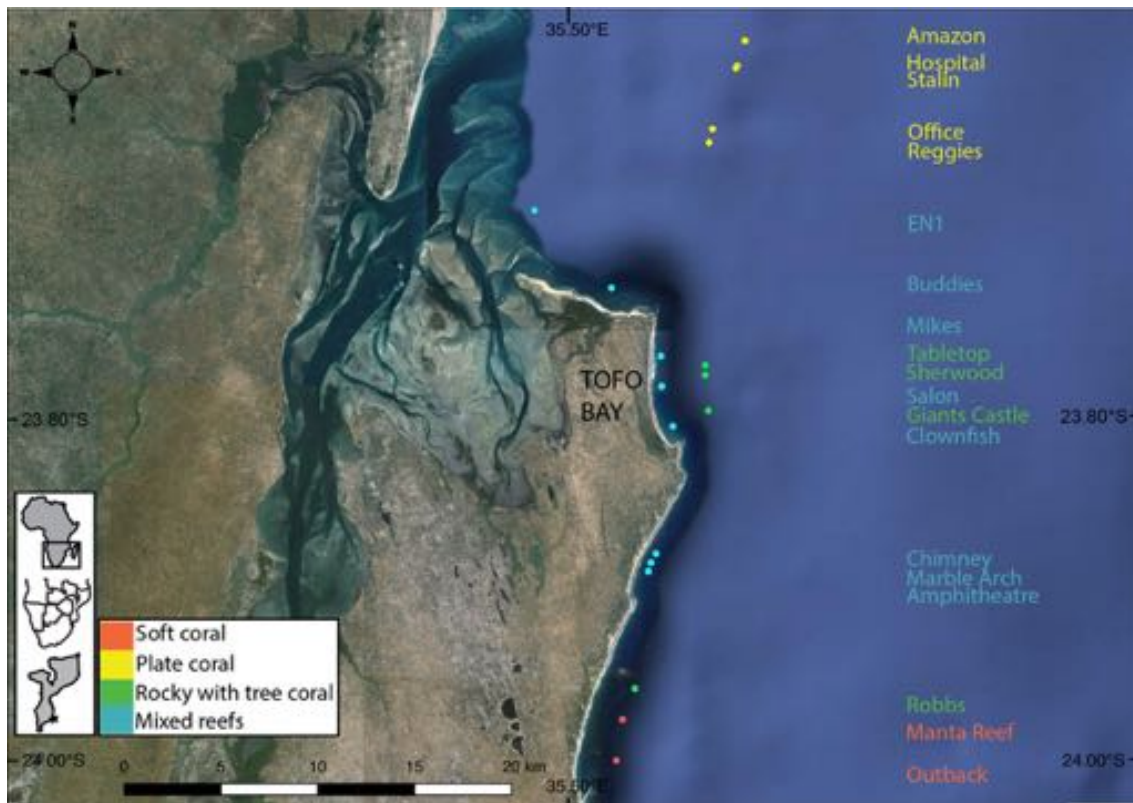 35.50°E
N
W
E
S
Amazon
Hospital
Stalin
Office
Reggies
EN1
Buddies
Mikes
Tabletop
Sherwood
Salon
Giants Castle
Clownfish
TOFO
BAY
23.80°S
23.80°S
Chimney
Marble Arch
Amphitheatre
Soft coral
Plate coral
Rocky with tree coral
Mixed reefs
Robbs
Manta Reef
Outback
24.00°S
24.00°S
0 5 10 15 20 km
35.50°E